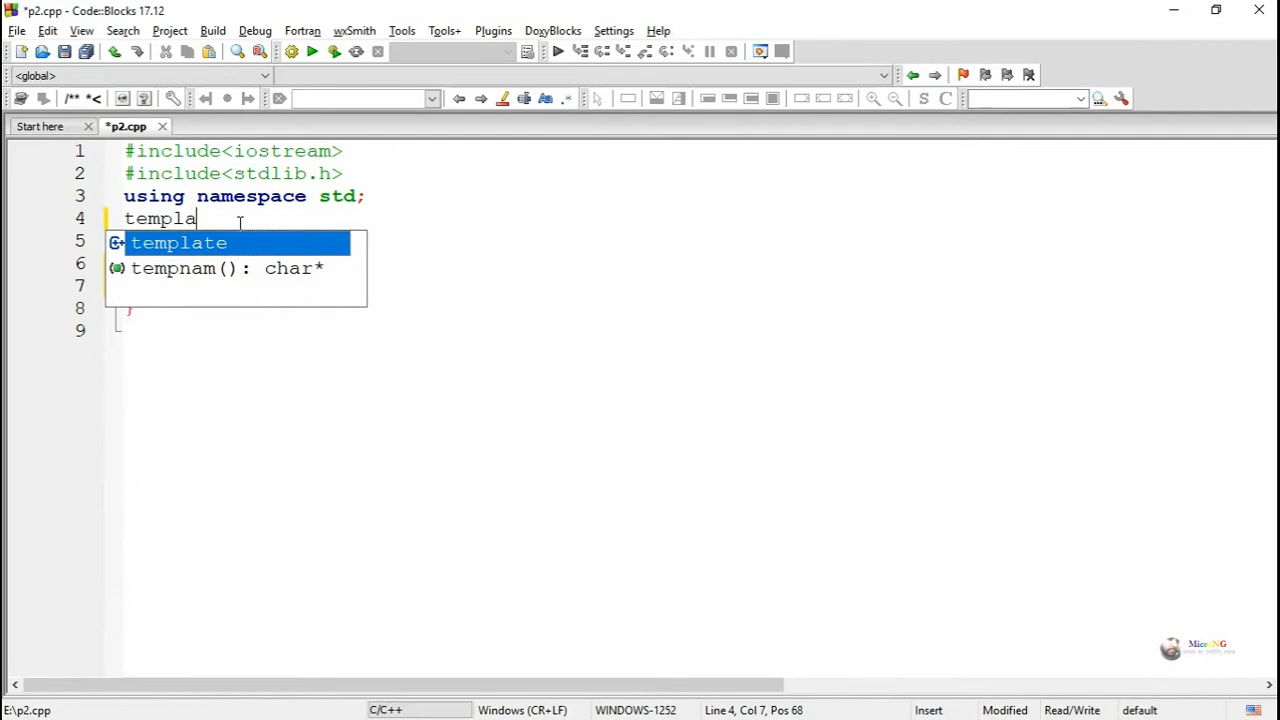 *p2.cpp - Code::Blocks 17.12
File Edit View Search Project Build Debug Fortran wxSmith Tools Tools+ Plugins DoxyBlocks Settings Help
<global>
/** *<
S C
Start here *p2.cpp
1 #include<iostream>
2 #include<stdlib.h>
3 using namespace std;
4 templa
5 template
6 tempnam(): char*
7
8 }
9
MicroNG
E:\p2.cpp C/C++ Windows (CR+LF) WINDOWS-1252 Line 4, Col 7, Pos 68 Insert Modified Read/Write default